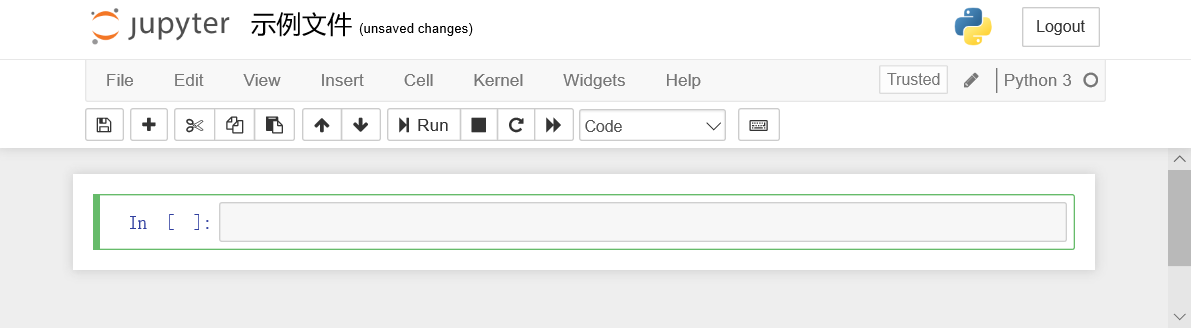 jupyter 示例文件 (unsaved changes) Logout
File Edit View Insert Cell Kernel Widgets Help Trusted Python 3
Run Code
In [ ]: